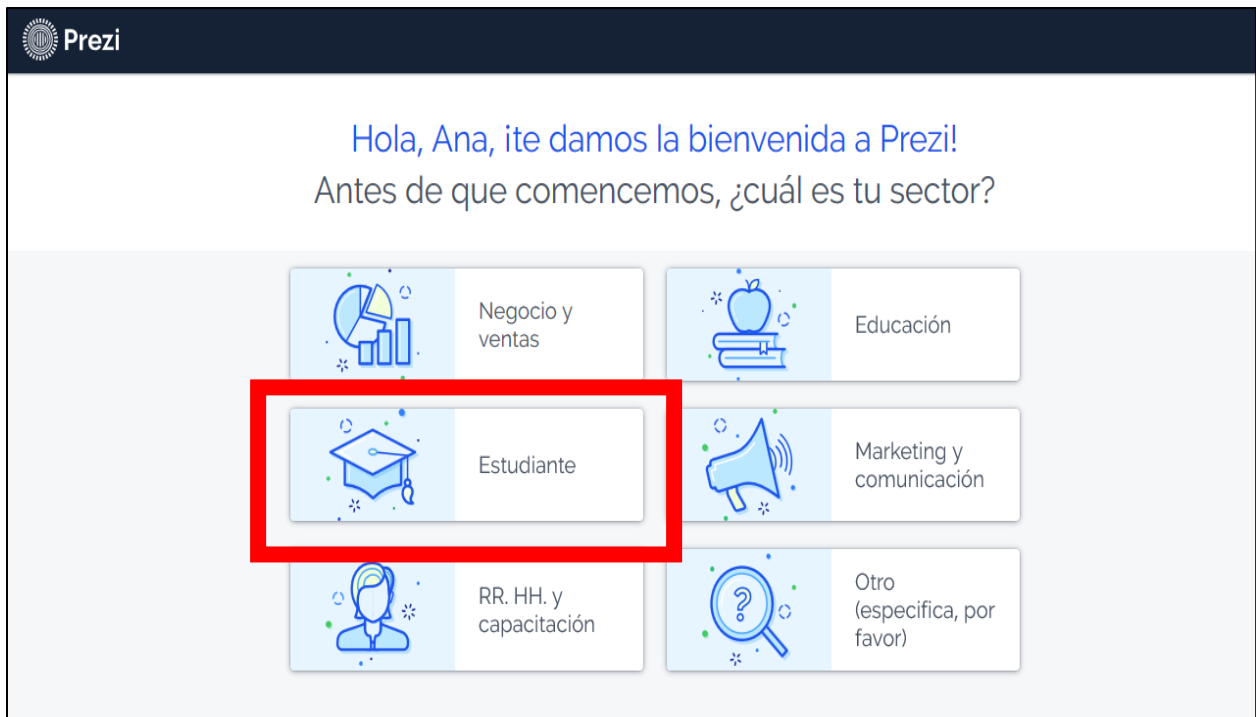 Prezi
Hola, Ana, ¡te damos la bienvenida a Prezi!
Antes de que comencemos, ¿cuál es tu sector?
Negocio y
ventas
Educación
Estudiante
Marketing y
comunicación
RR. HH. y
capacitación
?
Otro
(especifica, por
favor)